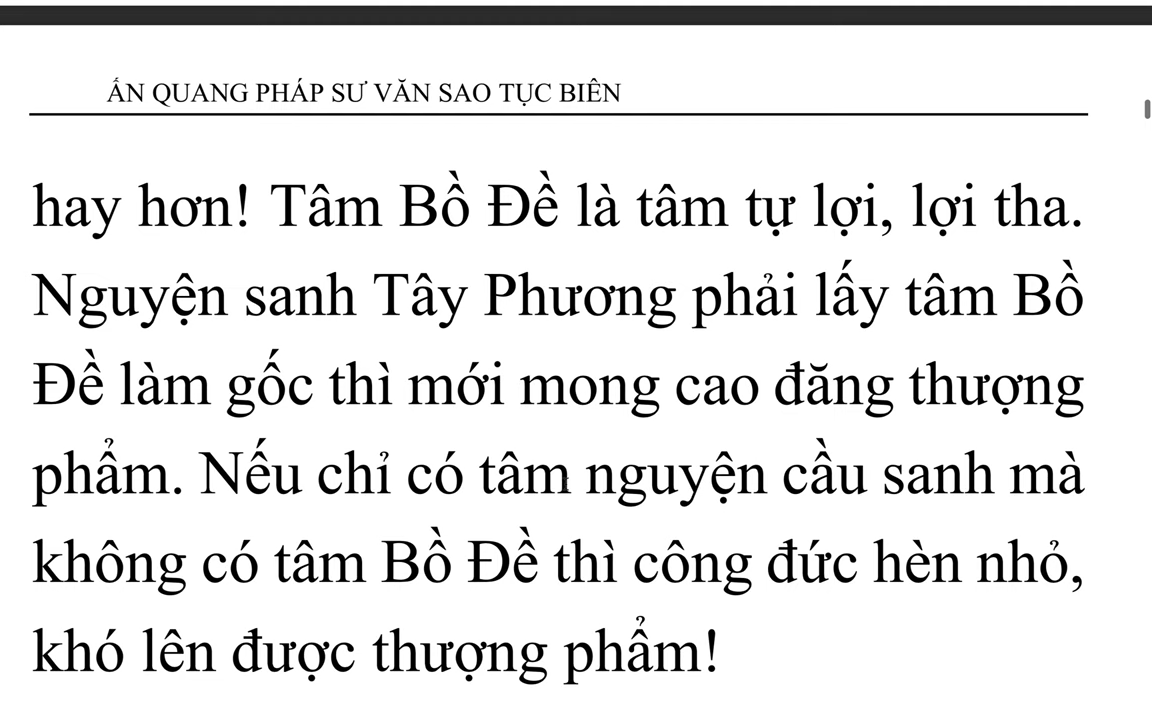 ẤN QUANG PHÁP SƯ VĂN SAO TỤC BIÊN
hay hơn! Tâm Bồ Đề là tâm tự lợi, lợi tha.
Nguyện sanh Tây Phương phải lấy tâm Bồ
Đề làm gốc thì mới mong cao đăng thượng
phẩm. Nếu chỉ có tâm nguyện cầu sanh mà
không có tâm Bồ Đề thì công đức hèn nhỏ,
khó lên được thượng phẩm!